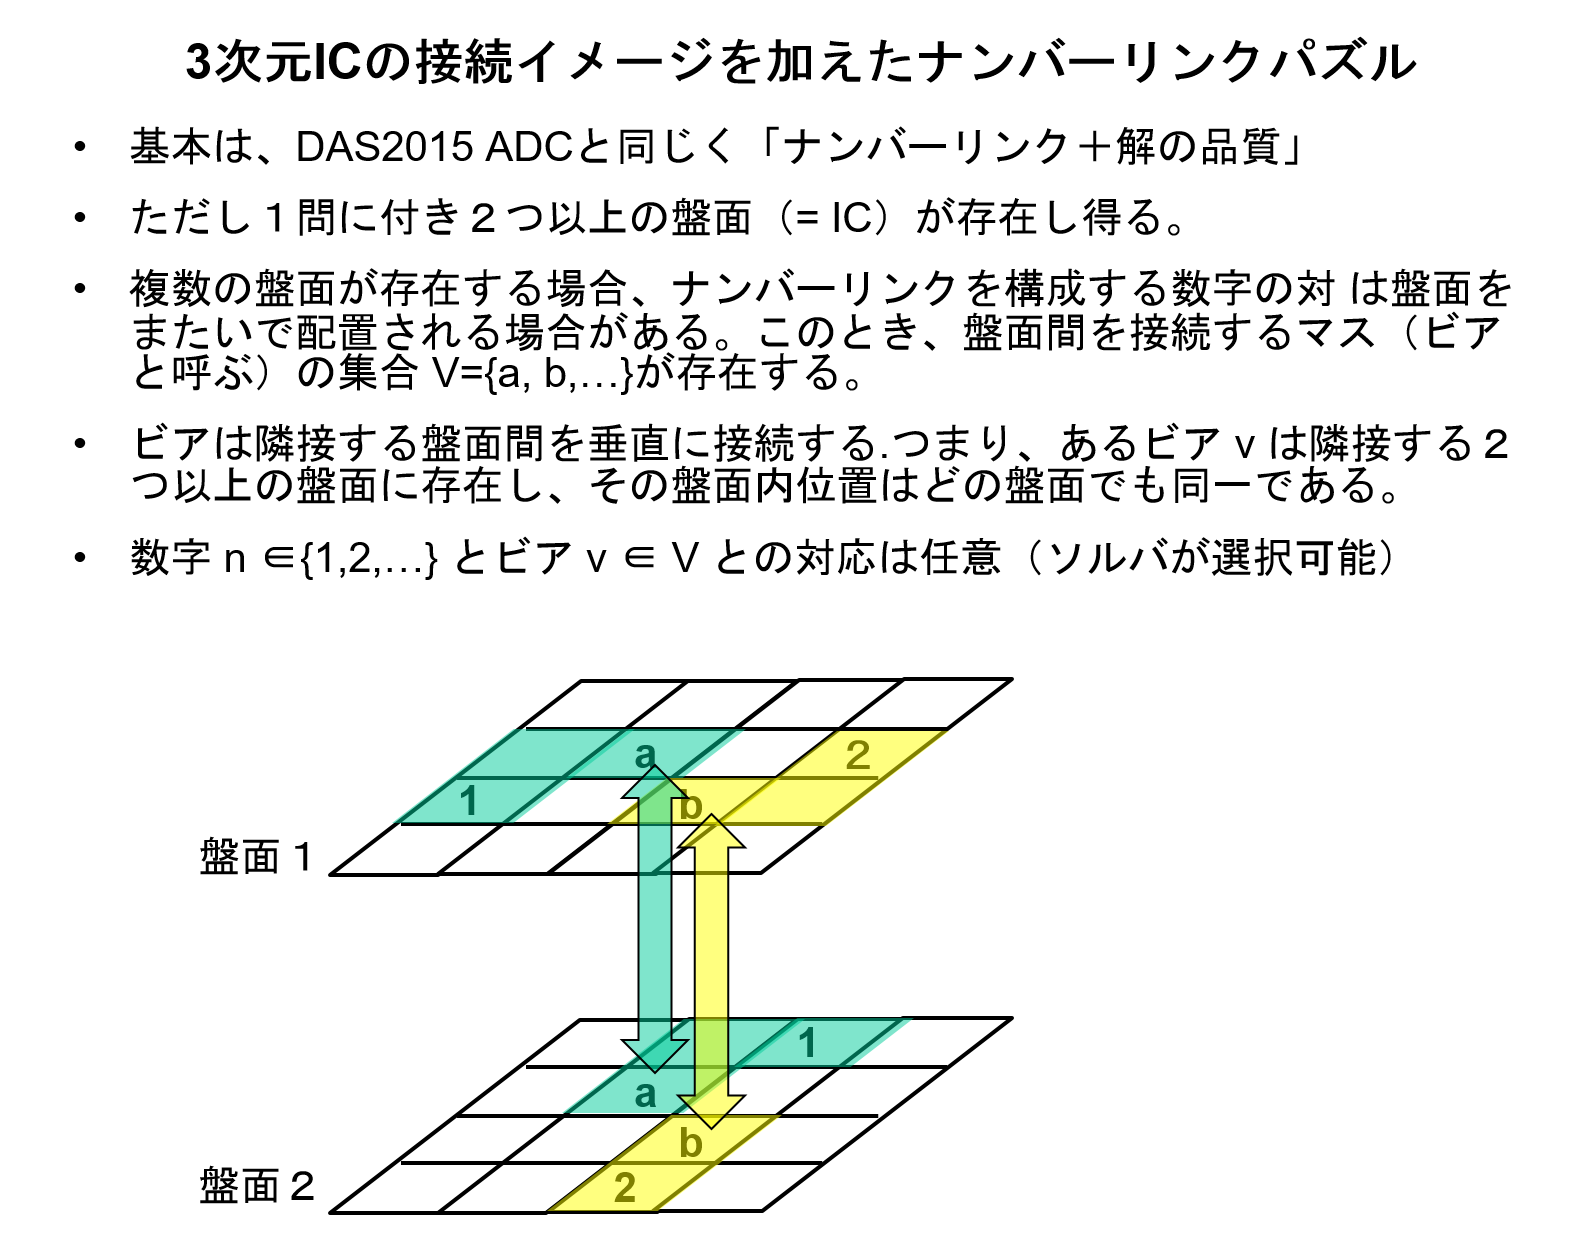 3次元ICの接続イメージを加えたナンバーリンクパズル
• 基本は、DAS2015 ADCと同じく「ナンバーリンク＋解の品質」
• ただし１問に付き２つ以上の盤面（= IC）が存在し得る。
• 複数の盤面が存在する場合、ナンバーリンクを構成する数字の対 は盤面を
またいで配置される場合がある。このとき、盤面間を接続するマス（ビア
と呼ぶ）の集合 V={a, b,…}が存在する。
• ビアは隣接する盤面間を垂直に接続する.つまり、あるビア v は隣接する２
つ以上の盤面に存在し、その盤面内位置はどの盤面でも同一である。
• 数字 n ∈{1,2,…} とビア v ∈ V との対応は任意（ソルバが選択可能）
a
２
1
b
盤面１
1
a
b
盤面２
2